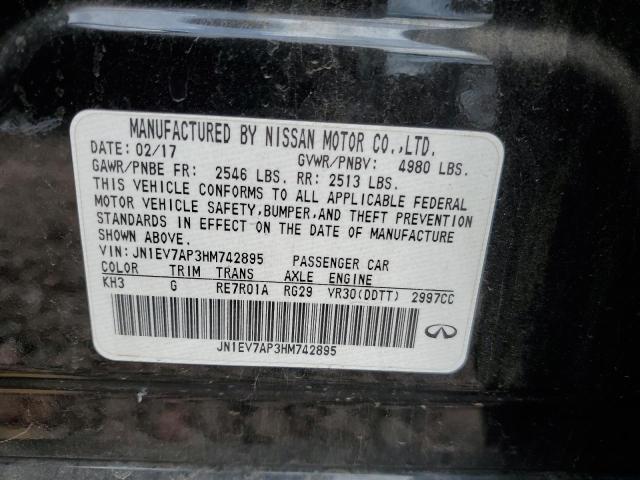 MANUFACTURED BY NISSAN MOTOR CO.,LTD.
DATE: 02/17 GVWR/PNBV: 4980 LBS.
GAWR/PNBE FR: 2546 LBS. RR: 2513 LBS.
THIS VEHICLE CONFORMS TO ALL APPLICABLE FEDERAL
MOTOR VEHICLE SAFETY,BUMPER,AND THEFT PREVENTION
STANDARDS IN EFFECT ON THE DATE OF MANUFACTURE
SHOWN ABOVE.
VIN: JN1EV7AP3HM742895 PASSENGER CAR
COLOR TRIM TRANS AXLE ENGINE
KH3 G RE7R01A RG29 VR30(DDTT) 2997CC
JN1EV7AP3HM742895